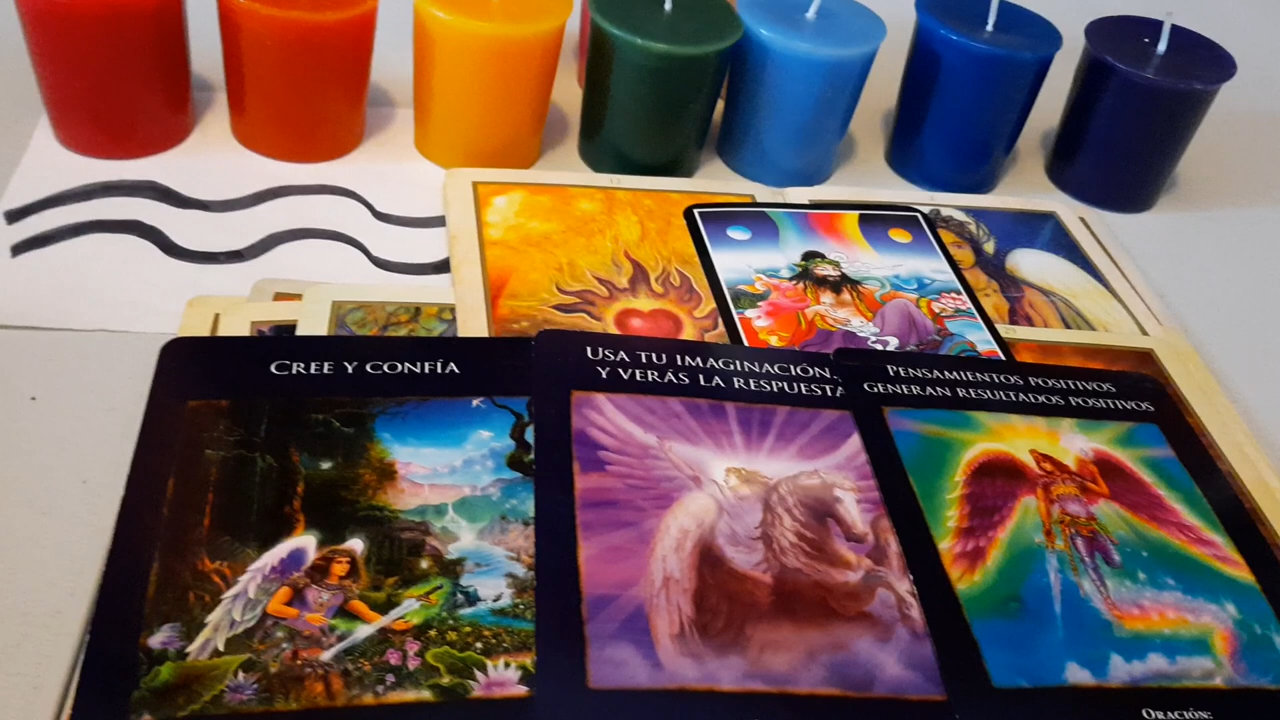 CREE Y CONFÍA
USA TU IMAGINACIÓN
Y VERÁS LA RESPUESTA
PENSAMIENTOS POSITIVOS
GENERAN RESULTADOS POSITIVOS
ORACIÓN: